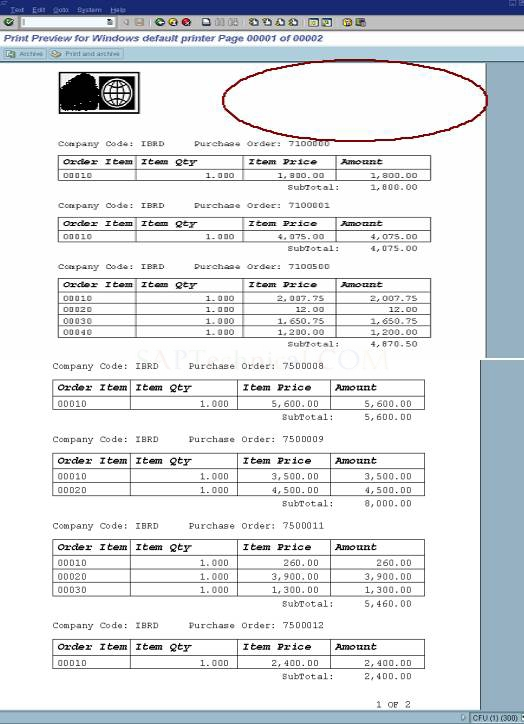 Text Edit Goto System Help
Print Preview for Windows default printer Page 00001 of 00002
Archive Print and archive
Company Code: IBRD Purchase Order: 7100000
Order Item Item Qty Item Price Amount
00010 1.000 1,800.00 1,800.00
SubTotal: 1,800.00
Company Code: IBRD Purchase Order: 7100001
Order Item Item Qty Item Price Amount
00010 1.000 4,075.00 4,075.00
SubTotal: 4,075.00
Company Code: IBRD Purchase Order: 7100500
Order Item Item Qty Item Price Amount
00010 1.000 2,007.75 2,007.75
00020 1.000 12.00 12.00
00030 1.000 1,650.75 1,650.75
00040 1.000 1,200.00 1,200.00
SubTotal: 4,870.50
SAPTechnical.COM
Company Code: IBRD Purchase Order: 7500008
Order Item Item Qty Item Price Amount
00010 1.000 5,600.00 5,600.00
SubTotal: 5,600.00
Company Code: IBRD Purchase Order: 7500009
Order Item Item Qty Item Price Amount
00010 1.000 3,500.00 3,500.00
00020 1.000 4,500.00 4,500.00
SubTotal: 8,000.00
Company Code: IBRD Purchase Order: 7500011
Order Item Item Qty Item Price Amount
00010 1.000 260.00 260.00
00020 1.000 3,900.00 3,900.00
00030 1.000 1,300.00 1,300.00
SubTotal: 5,460.00
Company Code: IBRD Purchase Order: 7500012
Order Item Item Qty Item Price Amount
00010 1.000 2,400.00 2,400.00
SubTotal: 2,400.00
1 OF 2
CFU (1) (300)